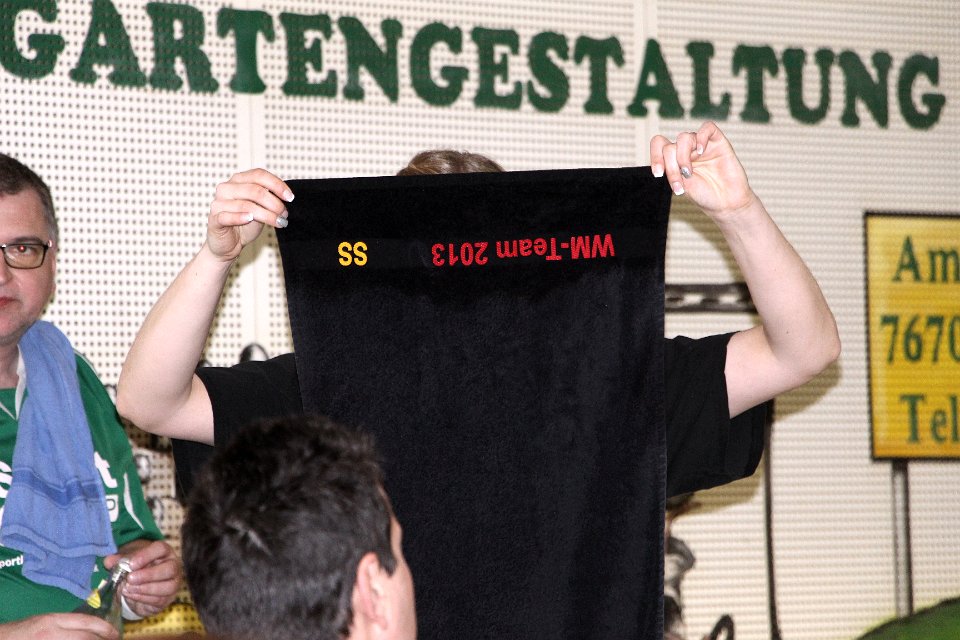 GARTENGESTALTUNG
WM-Team 2013
SS
Am
7670
Tel